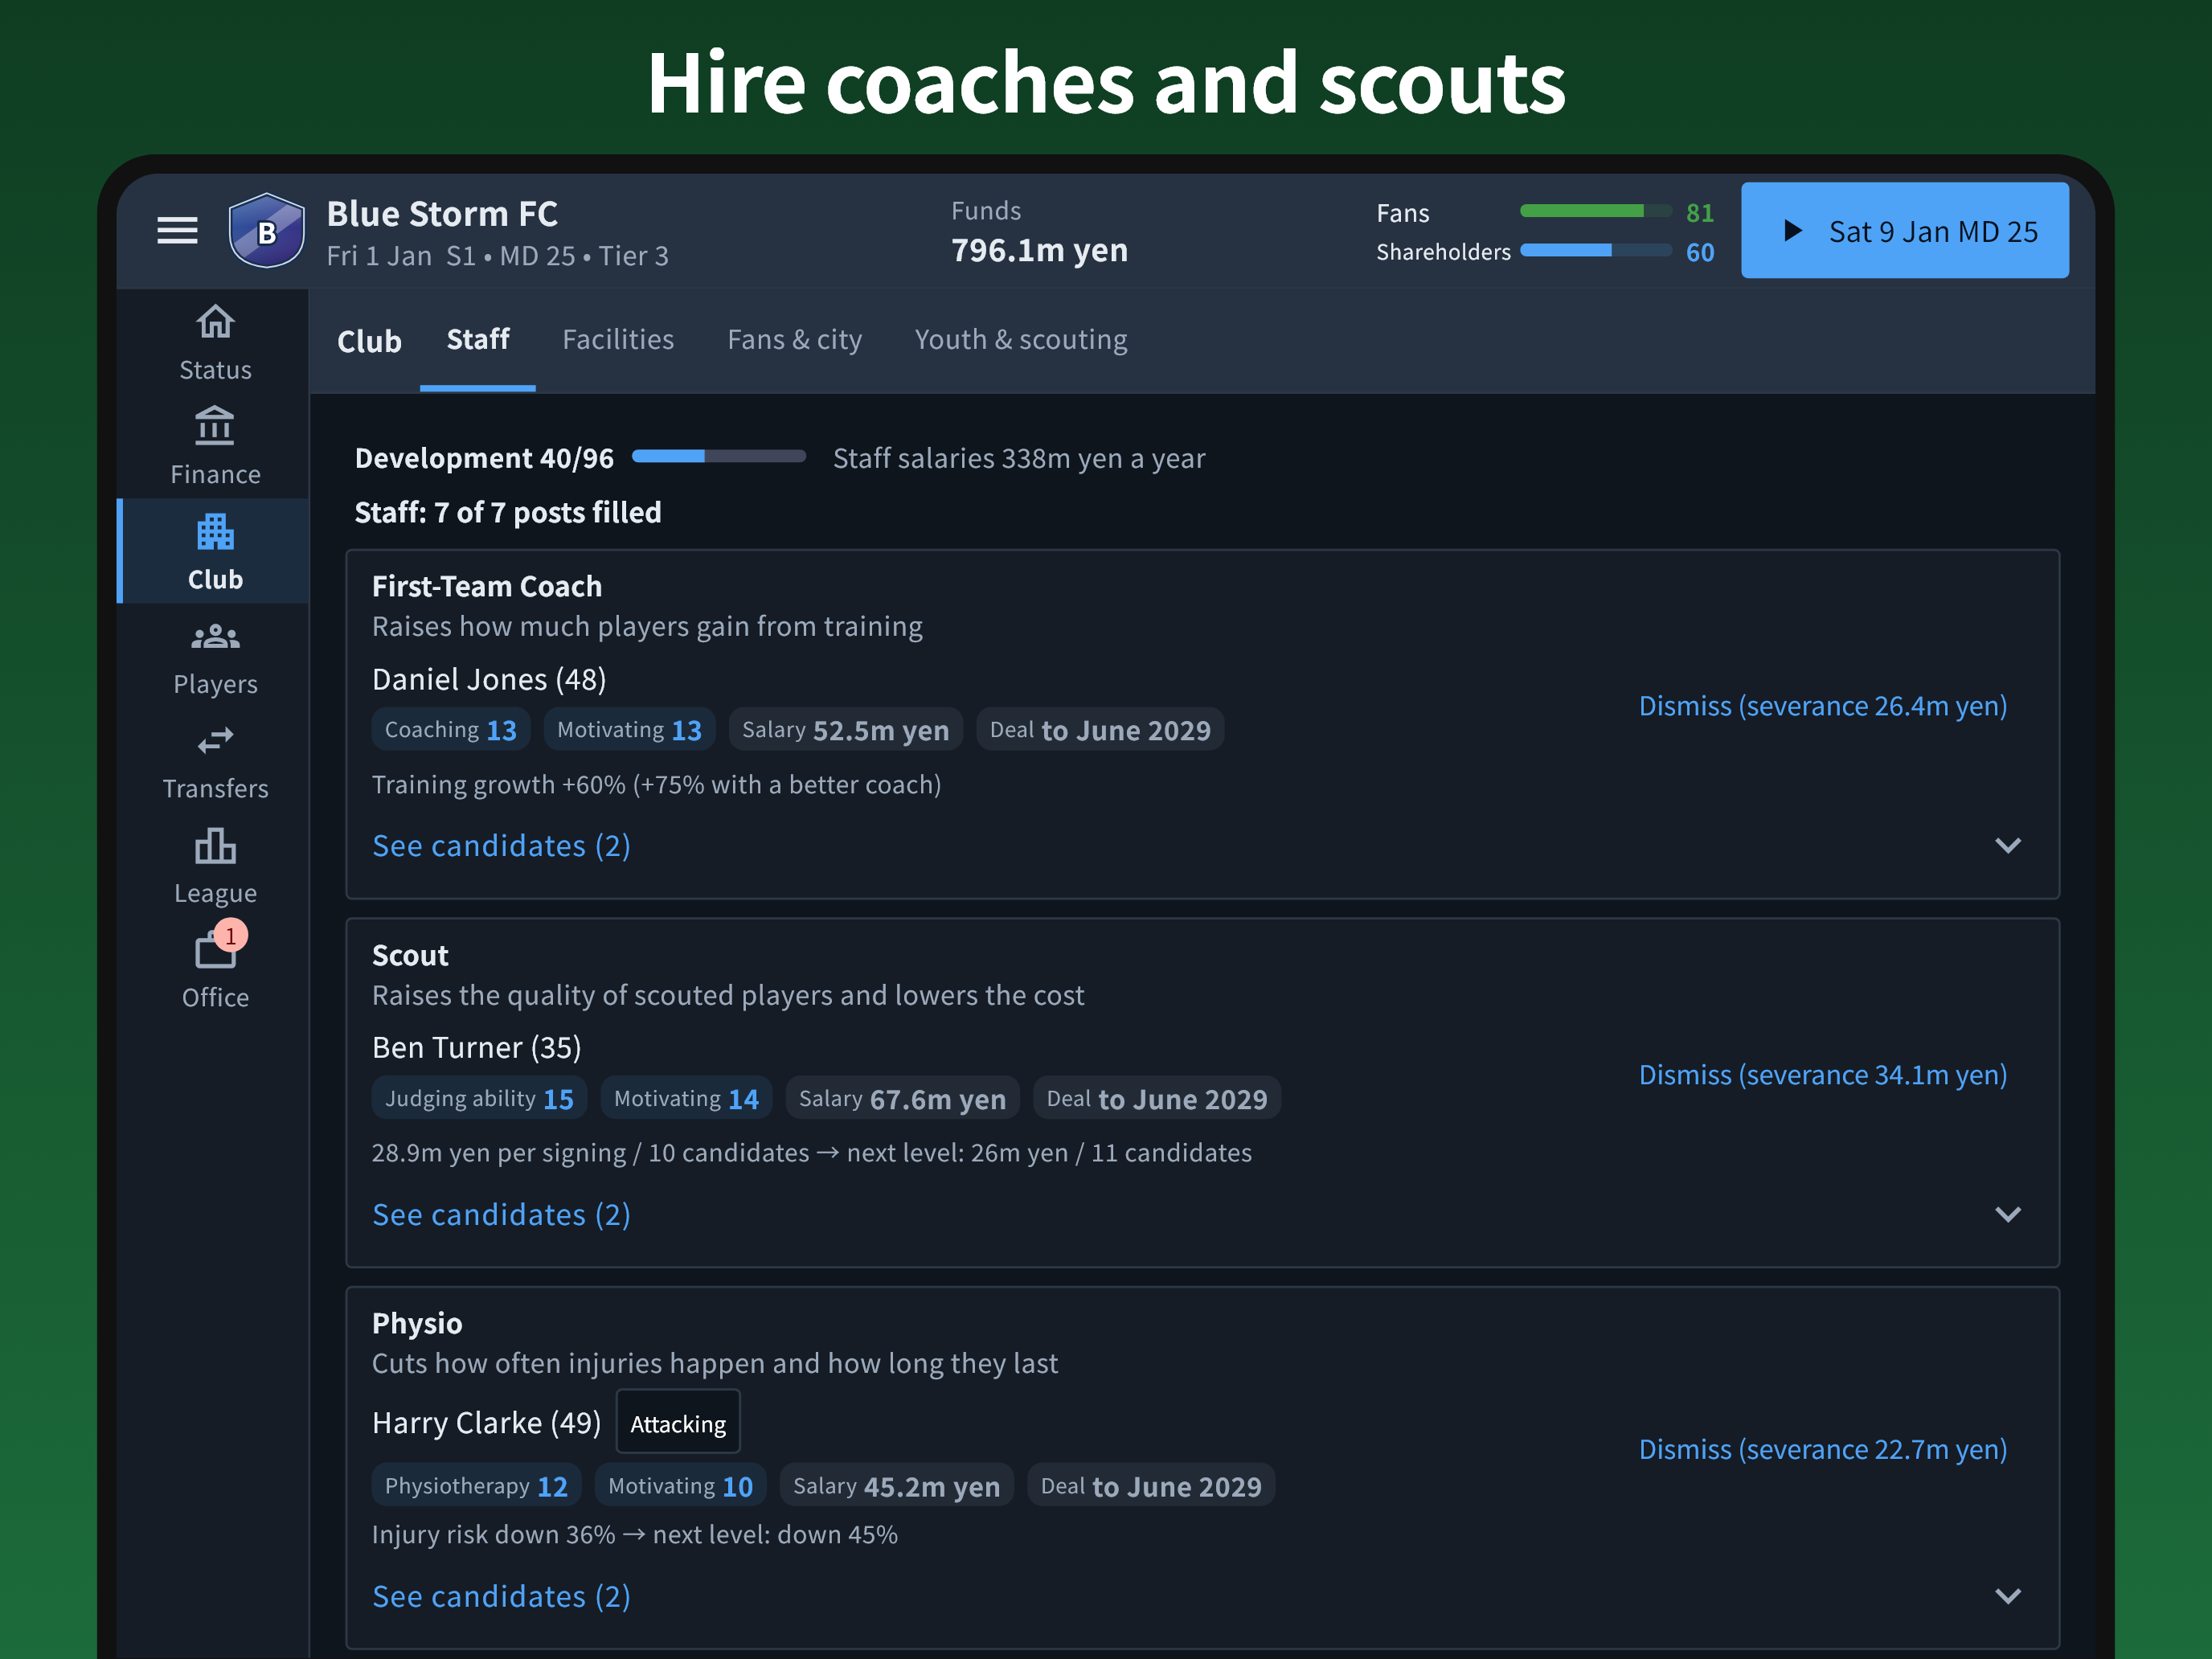 Hire coaches and scouts
B
Blue Storm FC
Fri 1 Jan S1 • MD 25 • Tier 3
Funds
796.1m yen
Fans 81
Shareholders 60
Sat 9 Jan MD 25
Status
Finance
Club
Players
Transfers
League
1
Office
Club Staff Facilities Fans & city Youth & scouting
Development 40/96 Staff salaries 338m yen a year
Staff: 7 of 7 posts filled
First-Team Coach
Raises how much players gain from training
Daniel Jones (48)
Dismiss (severance 26.4m yen)
Coaching 13 Motivating 13 Salary 52.5m yen Deal to June 2029
Training growth +60% (+75% with a better coach)
See candidates (2)
Scout
Raises the quality of scouted players and lowers the cost
Ben Turner (35)
Dismiss (severance 34.1m yen)
Judging ability 15 Motivating 14 Salary 67.6m yen Deal to June 2029
28.9m yen per signing / 10 candidates → next level: 26m yen / 11 candidates
See candidates (2)
Physio
Cuts how often injuries happen and how long they last
Harry Clarke (49) Attacking
Dismiss (severance 22.7m yen)
Physiotherapy 12 Motivating 10 Salary 45.2m yen Deal to June 2029
Injury risk down 36% → next level: down 45%
See candidates (2)